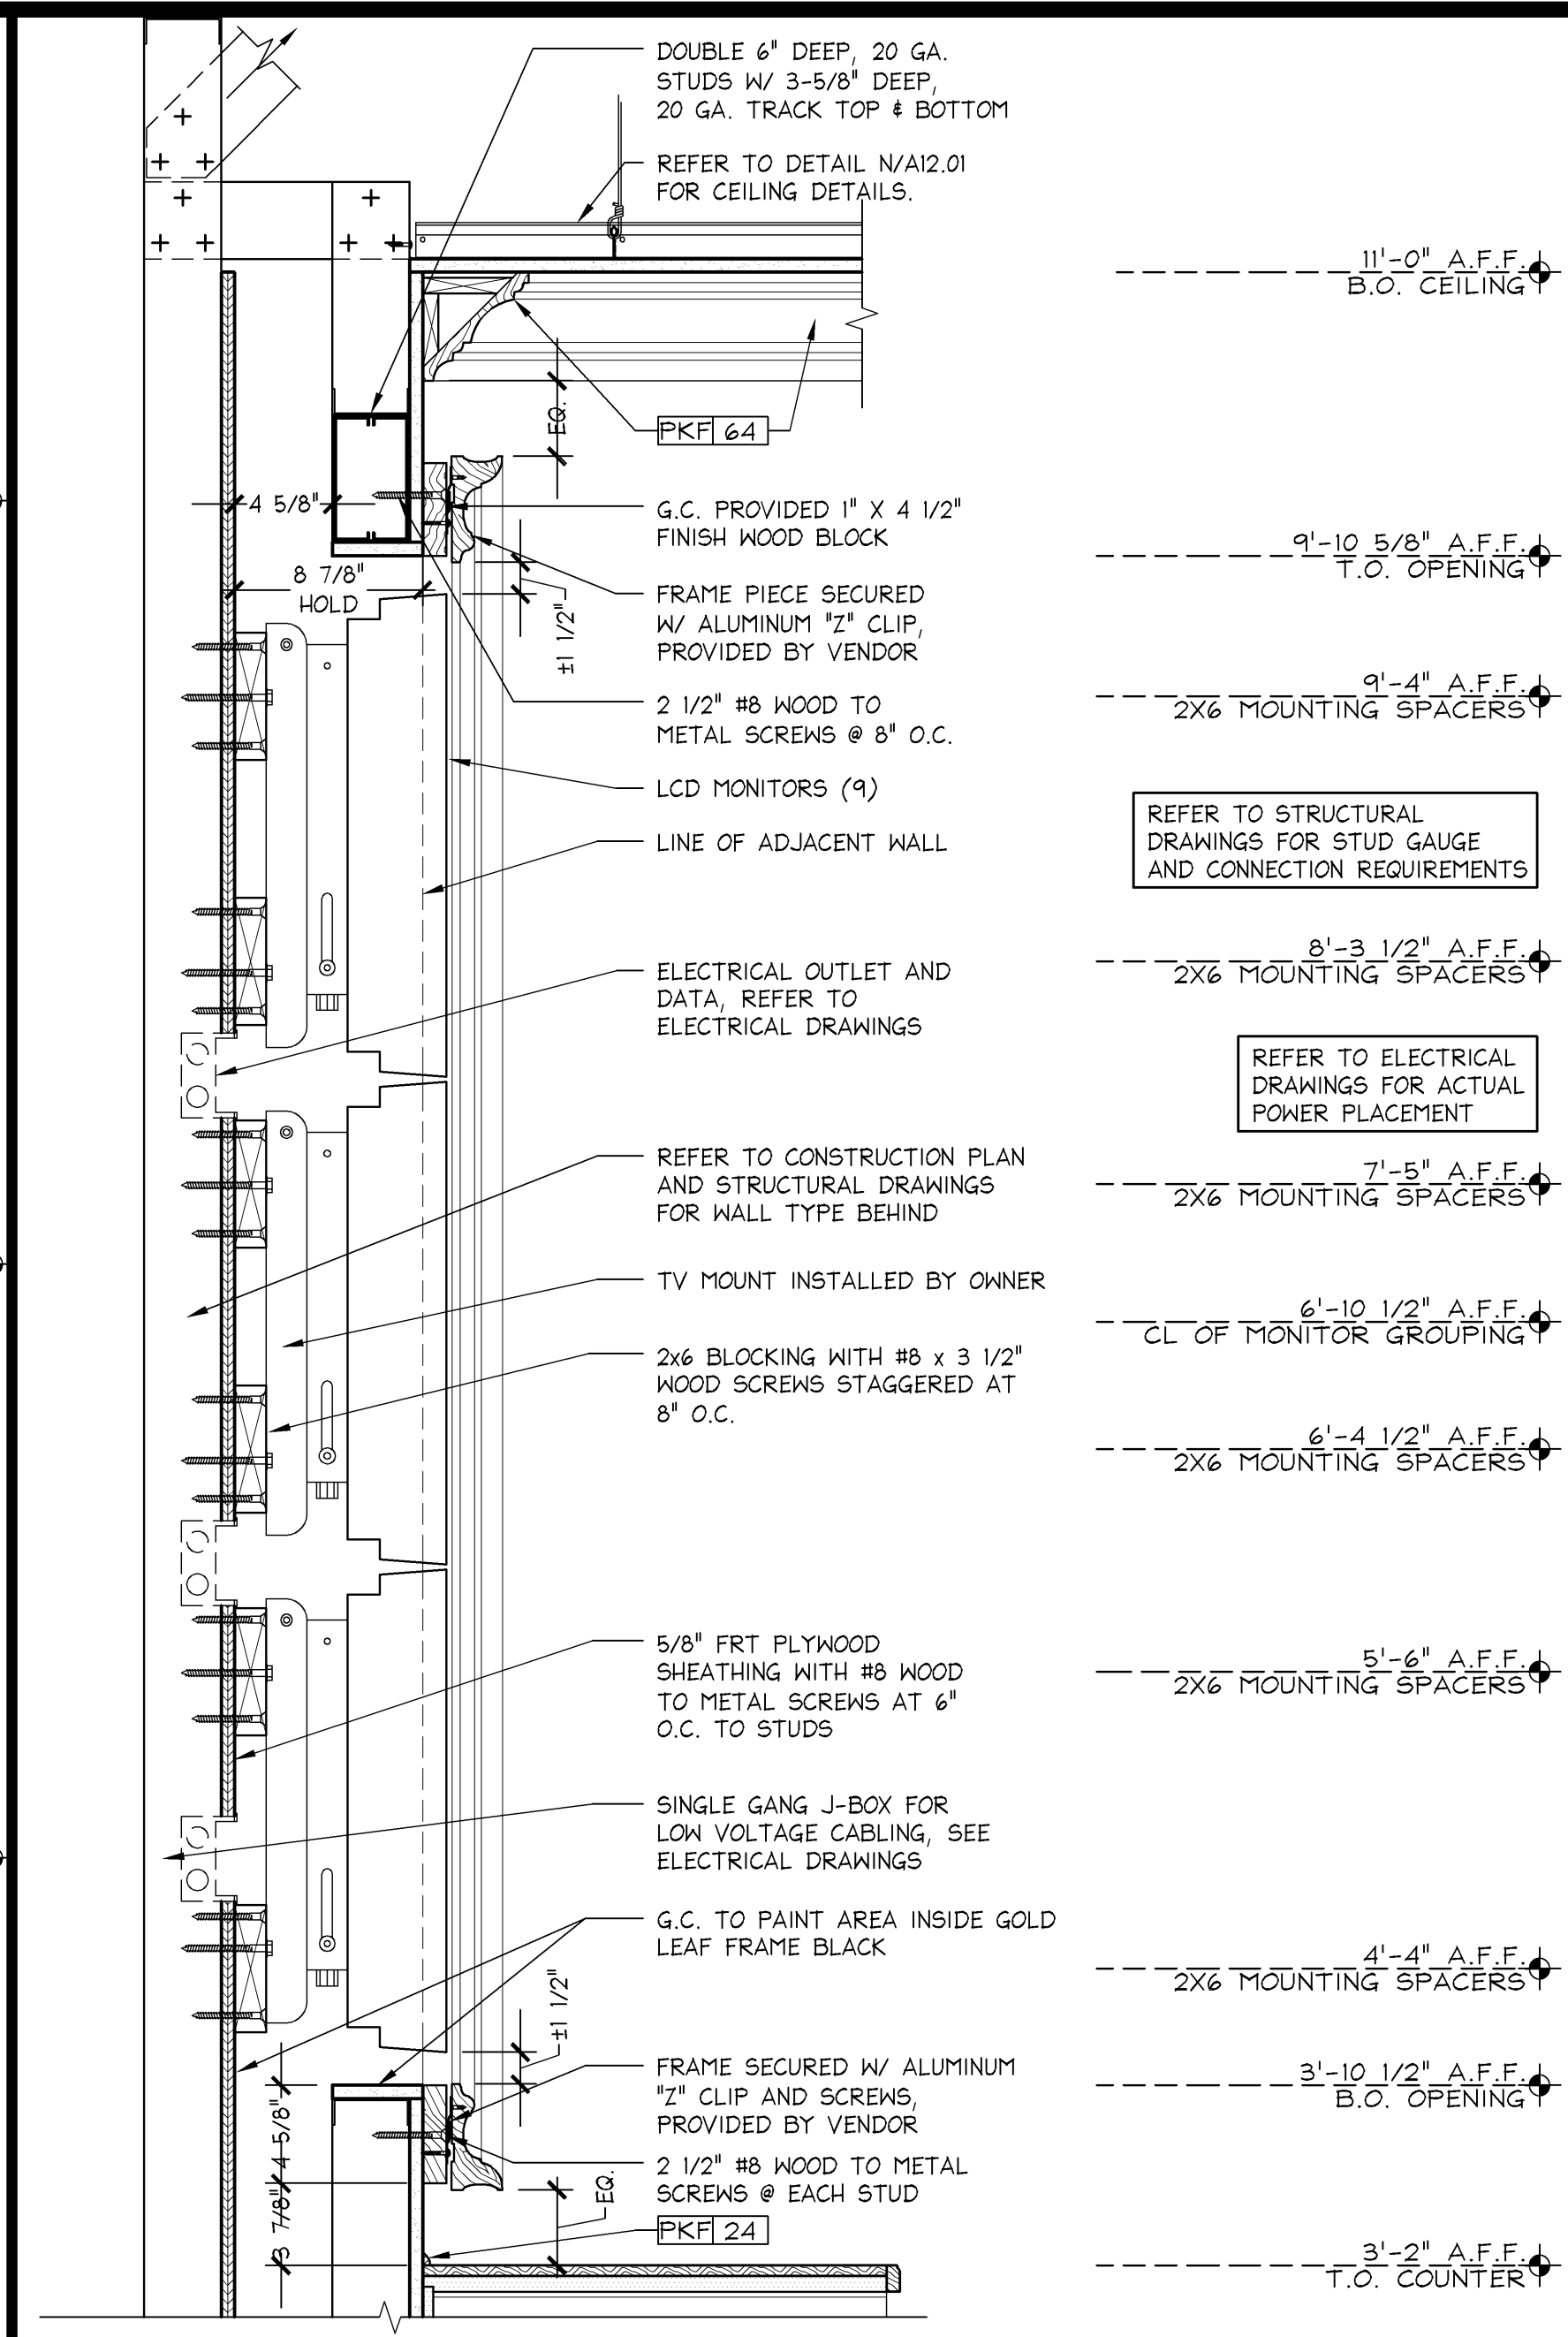 DOUBLE 6" DEEP, 20 GA.
STUDS W/ 3-5/8" DEEP,
20 GA. TRACK TOP & BOTTOM
REFER TO DETAIL N/A12.01
FOR CEILING DETAILS.
11'-0" A.F.F.
B.O. CEILING
EQ.
PKF 64
4 5/8"
G.C. PROVIDED 1" X 4 1/2"
FINISH WOOD BLOCK
9'-10 5/8" A.F.F.
T.O. OPENING
8 7/8"
HOLD
±1 1/2"
FRAME PIECE SECURED
W/ ALUMINUM "Z" CLIP,
PROVIDED BY VENDOR
9'-4" A.F.F.
2X6 MOUNTING SPACERS
2 1/2" #8 WOOD TO
METAL SCREWS @ 8" O.C.
LCD MONITORS (9)
REFER TO STRUCTURAL
DRAWINGS FOR STUD GAUGE
AND CONNECTION REQUIREMENTS
LINE OF ADJACENT WALL
8'-3 1/2" A.F.F.
2X6 MOUNTING SPACERS
ELECTRICAL OUTLET AND
DATA, REFER TO
ELECTRICAL DRAWINGS
REFER TO ELECTRICAL
DRAWINGS FOR ACTUAL
POWER PLACEMENT
REFER TO CONSTRUCTION PLAN
AND STRUCTURAL DRAWINGS
FOR WALL TYPE BEHIND
7'-5" A.F.F.
2X6 MOUNTING SPACERS
TV MOUNT INSTALLED BY OWNER
6'-10 1/2" A.F.F.
CL OF MONITOR GROUPING
2x6 BLOCKING WITH #8 x 3 1/2"
WOOD SCREWS STAGGERED AT
8" O.C.
6'-4 1/2" A.F.F.
2X6 MOUNTING SPACERS
5/8" FRT PLYWOOD
SHEATHING WITH #8 WOOD
TO METAL SCREWS AT 6"
O.C. TO STUDS
5'-6" A.F.F.
2X6 MOUNTING SPACERS
SINGLE GANG J-BOX FOR
LOW VOLTAGE CABLING, SEE
ELECTRICAL DRAWINGS
G.C. TO PAINT AREA INSIDE GOLD
LEAF FRAME BLACK
4'-4" A.F.F.
2X6 MOUNTING SPACERS
±1 1/2"
FRAME SECURED W/ ALUMINUM
"Z" CLIP AND SCREWS,
PROVIDED BY VENDOR
3'-10 1/2" A.F.F.
B.O. OPENING
4 5/8"
2 1/2" #8 WOOD TO METAL
SCREWS @ EACH STUD
EQ.
3 7/8"
PKF 24
3'-2" A.F.F.
T.O. COUNTER